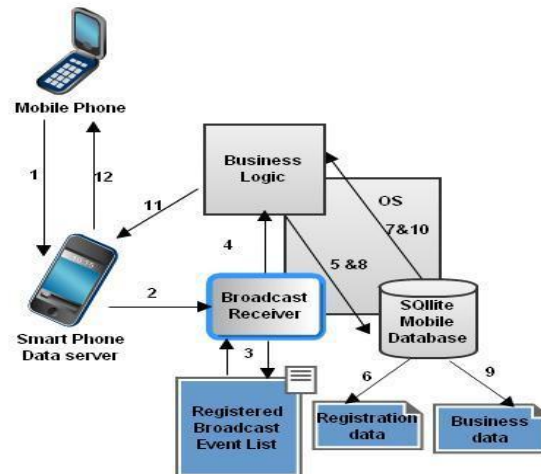 Mobile Phone
1
12
Business
Logic
11
OS
7&10
4
5 &8
2
Broadcast
Receiver
SQllite
Mobile
Database
Smart Phone
Data server
3
6
9
Registered
Broadcast
Event List
Registration
data
Business
data